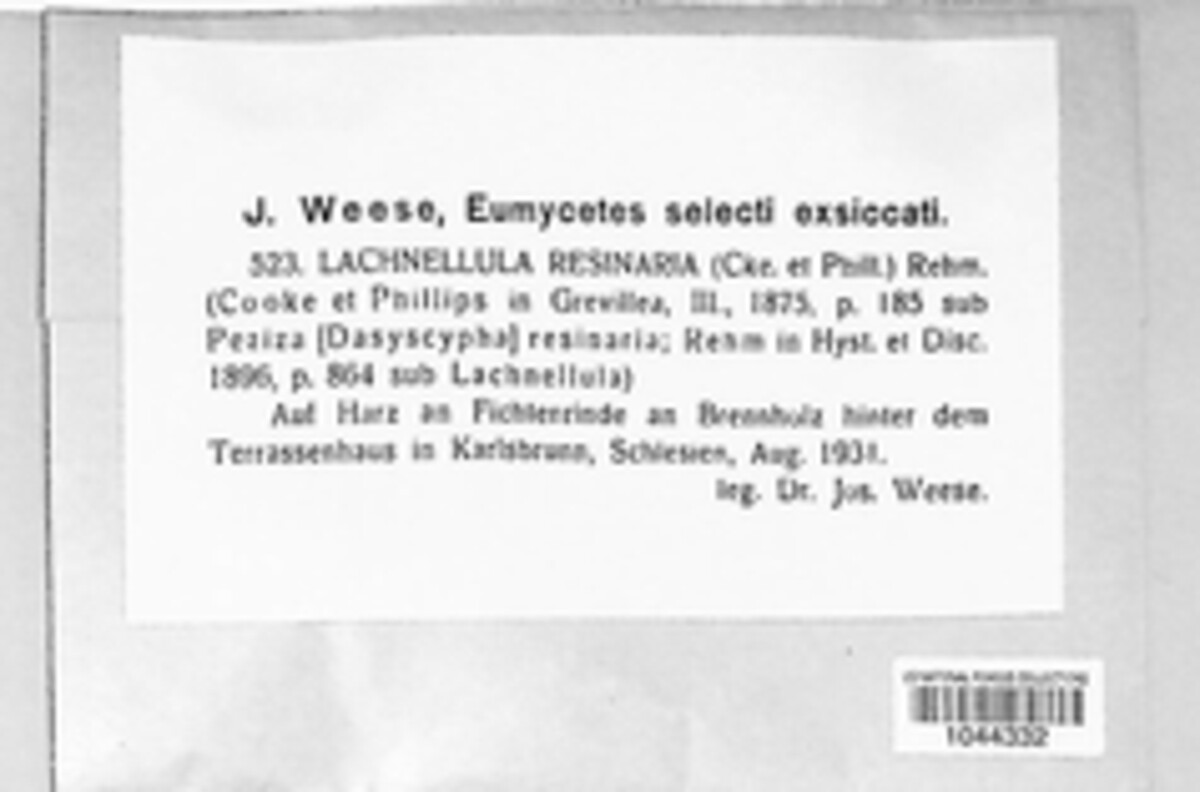 J. Weese, Eumycetes selecti exsiccati.
523. LACHNELLULA RESINARIA (Cke. et Phill.) Rehm.
(Cooke et Phillips in Grevillea, III., 1875, p. 185 sub
Peziza [Dasyscypha] resinaria; Rehm in Hyst. et Disc.
1896, p. 864 sub Lachnellula)
Auf Harz an Fichtenrinde an Brennholz hinter dem
Terrassenhaus in Karlsbrunn, Schlesien, Aug. 1931.
leg. Dr. Jos. Weese.
1044332